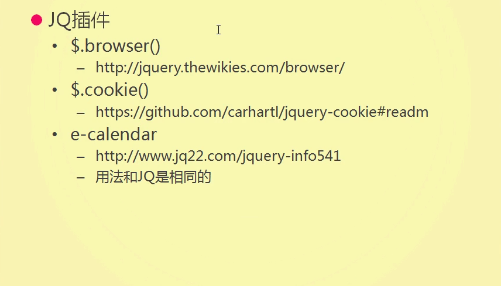 JQ插件
$.browser()
http://jquery.thewikies.com/browser/
$.cookie()
https://github.com/carhartl/jquery-cookie#readm
e-calendar
http://www.jq22.com/jquery-info541
用法和JQ是相同的